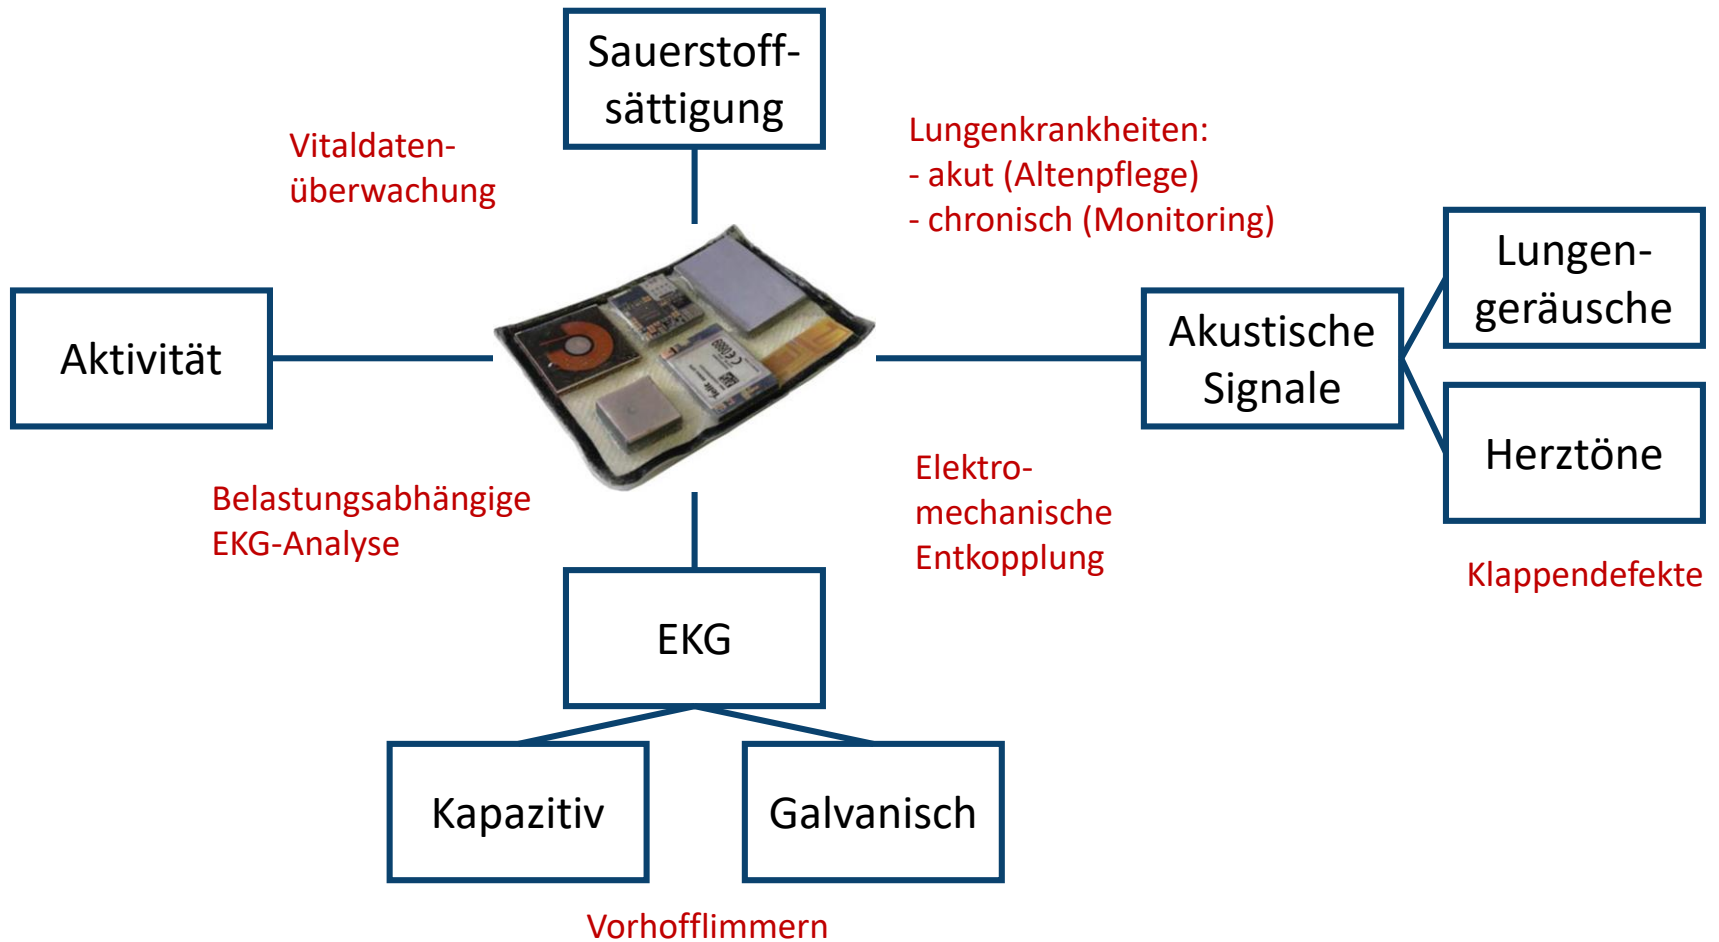 Sauerstoff-
sättigung
Vitaldaten-
überwachung
Lungenkrankheiten:
- akut (Altenpflege)
- chronisch (Monitoring)
Lungen-
geräusche
Aktivität
Akustische
Signale
Herztöne
Belastungsabhängige
EKG-Analyse
Elektro-
mechanische
Entkopplung
Klappendefekte
EKG
Kapazitiv
Galvanisch
Vorhofflimmern